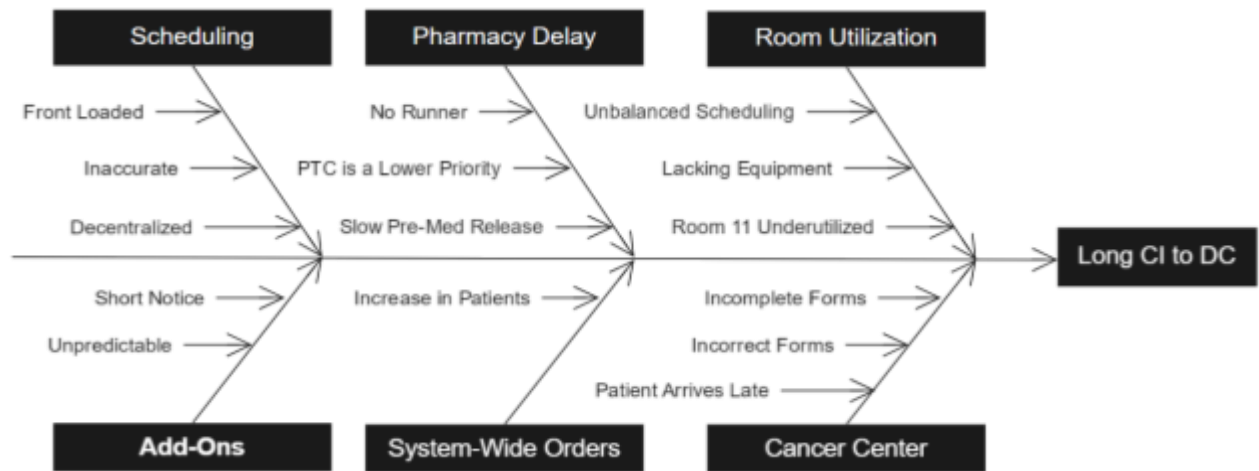 Scheduling
Pharmacy Delay
Room Utilization
Front Loaded
No Runner
Unbalanced Scheduling
Inaccurate
PTC is a Lower Priority
Lacking Equipment
Decentralized
Slow Pre-Med Release
Room 11 Underutilized
Long CI to DC
Short Notice
Increase in Patients
Incomplete Forms
Unpredictable
Incorrect Forms
Patient Arrives Late
Add-Ons
System-Wide Orders
Cancer Center